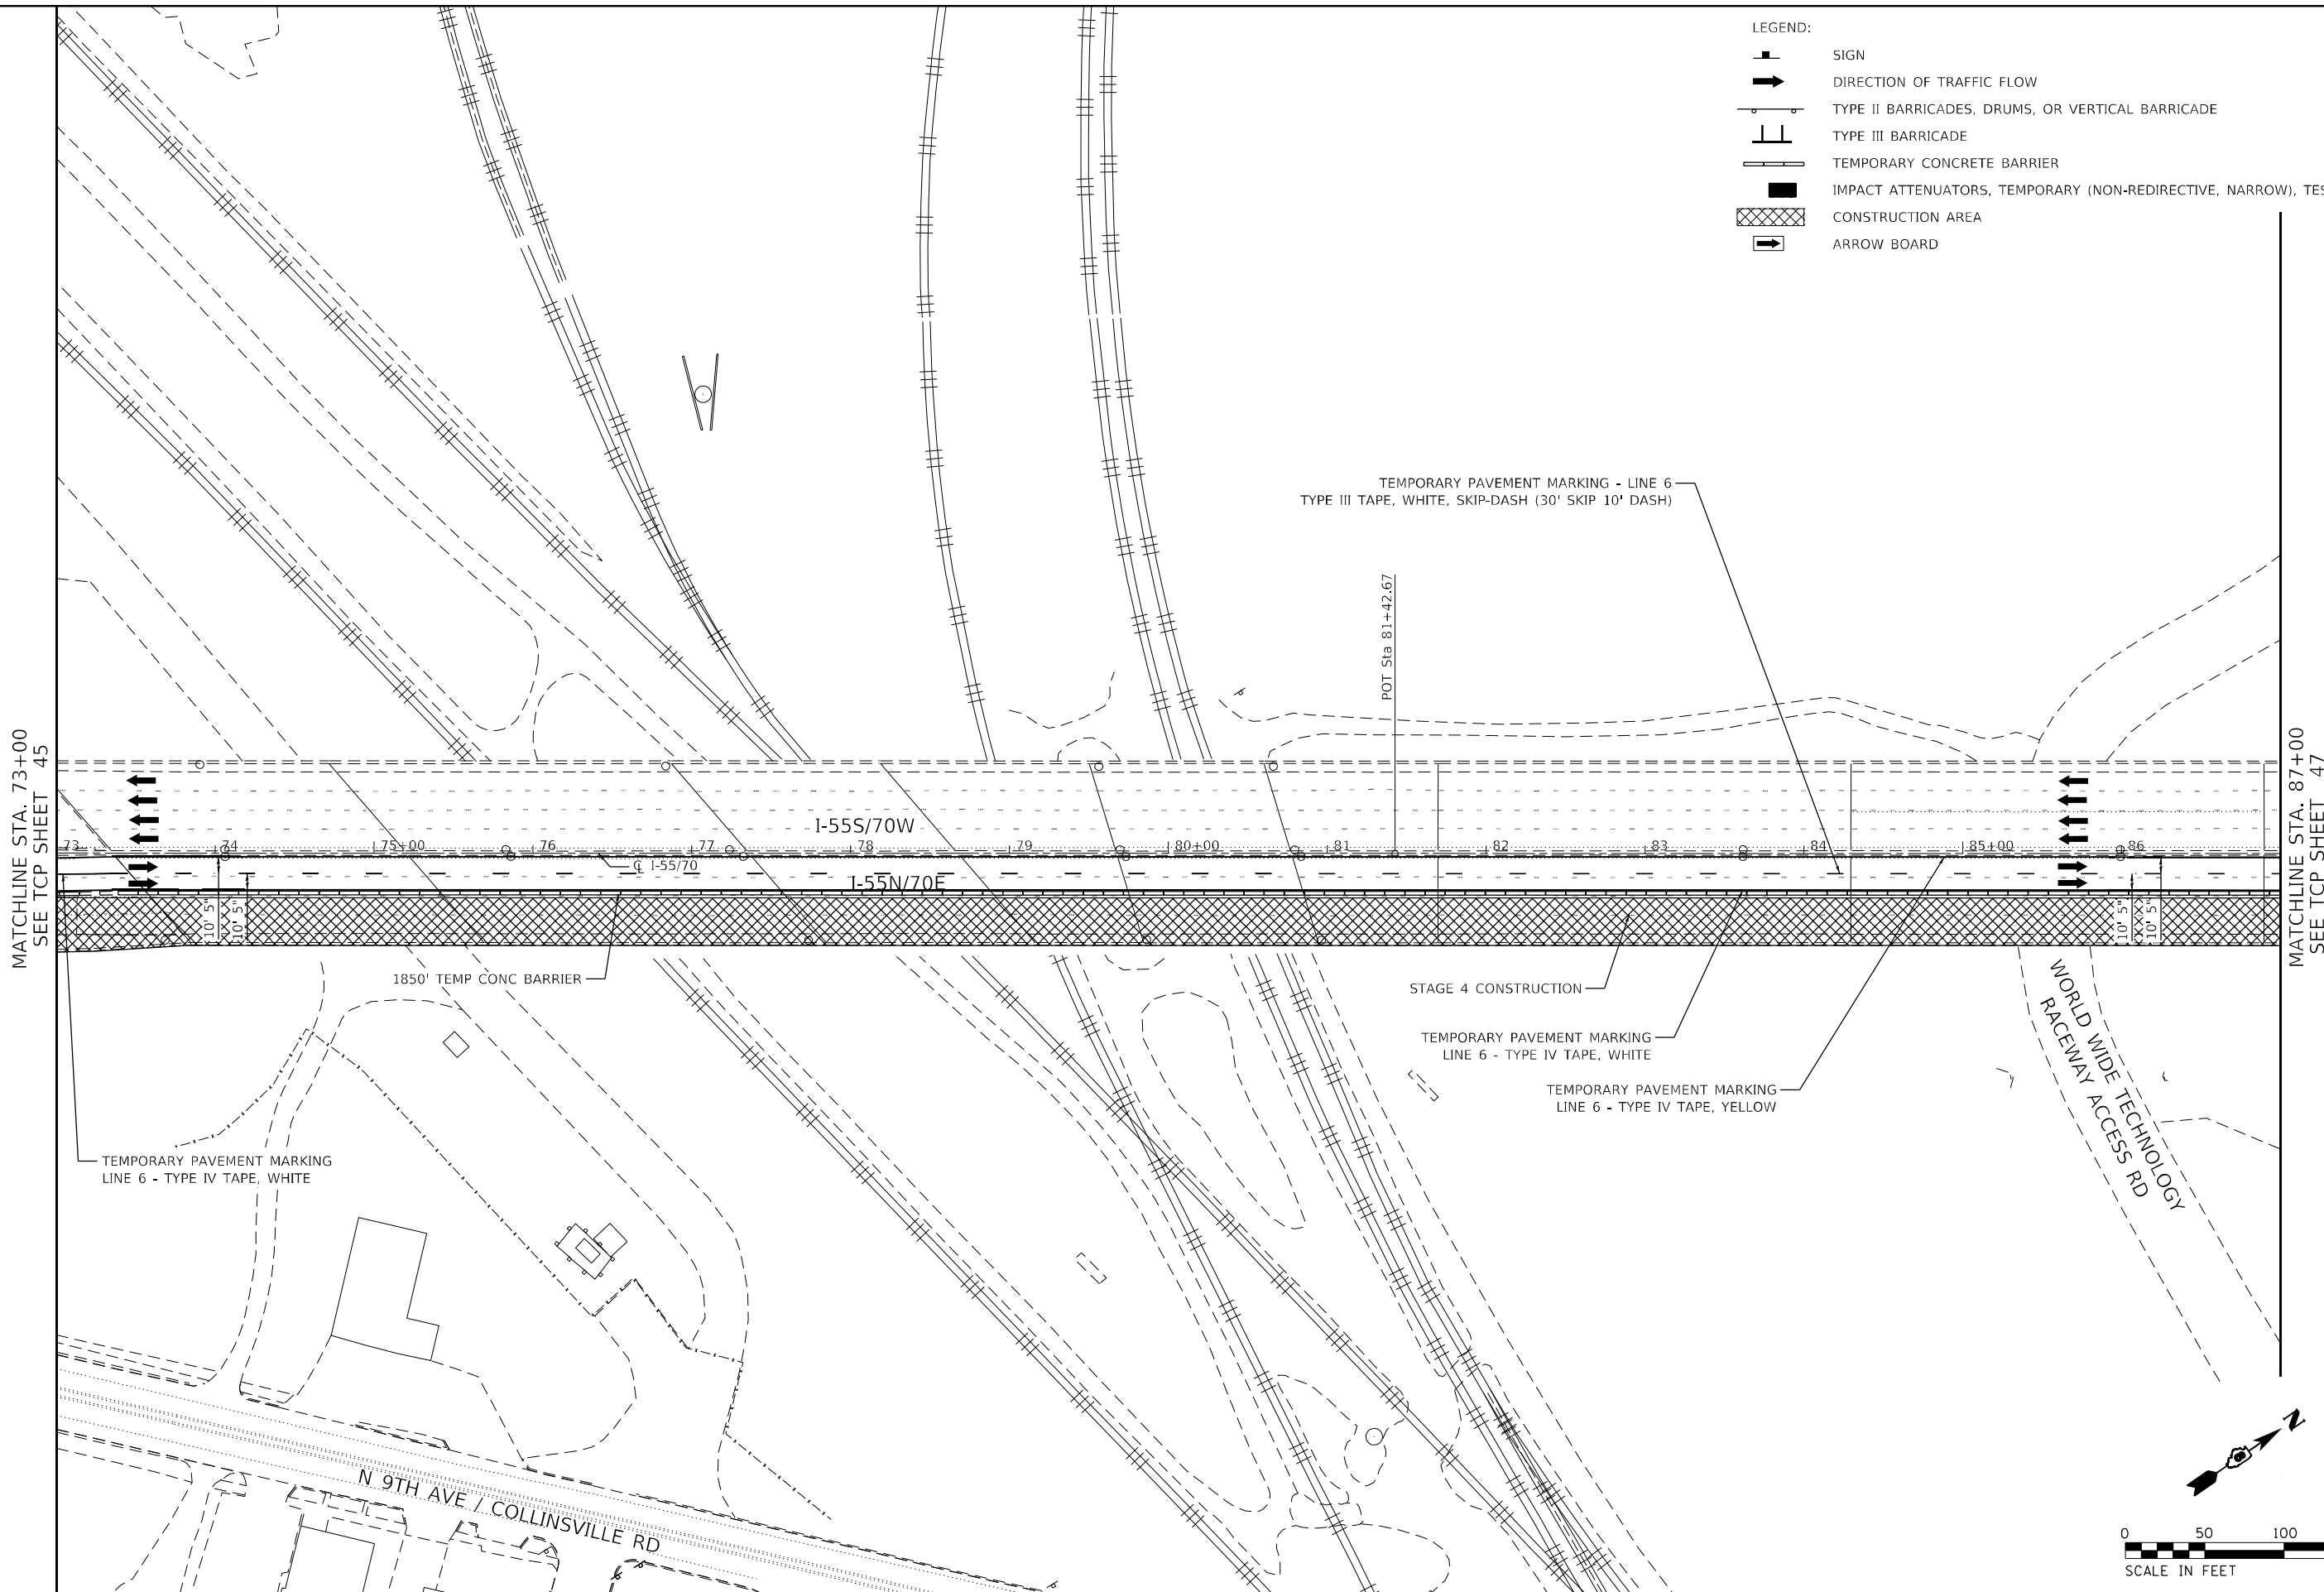 LEGEND:
SIGN
DIRECTION OF TRAFFIC FLOW
TYPE II BARRICADES, DRUMS, OR VERTICAL BARRICADE
TYPE III BARRICADE
TEMPORARY CONCRETE BARRIER
IMPACT ATTENUATORS, TEMPORARY (NON-REDIRECTIVE, NARROW), TES
CONSTRUCTION AREA
ARROW BOARD
TEMPORARY PAVEMENT MARKING - LINE 6
TYPE III TAPE, WHITE, SKIP-DASH (30' SKIP 10' DASH)
POT Sta 81+42.67
MATCHLINE STA. 73+00
SEE TCP SHEET 45
MATCHLINE STA. 87+00
SEE TCP SHEET 47
I-55S/70W
73 74 75+00 76 77 78 79 80+00 81 82 83 84 85+00 86
℄ I-55/70
I-55N/70E
10' 5"
10' 5"
10' 5"
10' 5"
1850' TEMP CONC BARRIER
STAGE 4 CONSTRUCTION
TEMPORARY PAVEMENT MARKING
LINE 6 - TYPE IV TAPE, WHITE
TEMPORARY PAVEMENT MARKING
LINE 6 - TYPE IV TAPE, YELLOW
TEMPORARY PAVEMENT MARKING
LINE 6 - TYPE IV TAPE, WHITE
WORLD WIDE TECHNOLOGY
RACEWAY ACCESS RD
N 9TH AVE / COLLINSVILLE RD
N
0 50 100
SCALE IN FEET